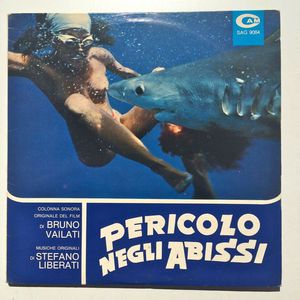 CAM
SAG 9084
COLONNA SONORA
ORIGINALE DEL FILM
DI BRUNO
VAILATI
MUSICHE ORIGINALI
DI STEFANO
LIBERATI
PERICOLO
NEGLI ABISSI